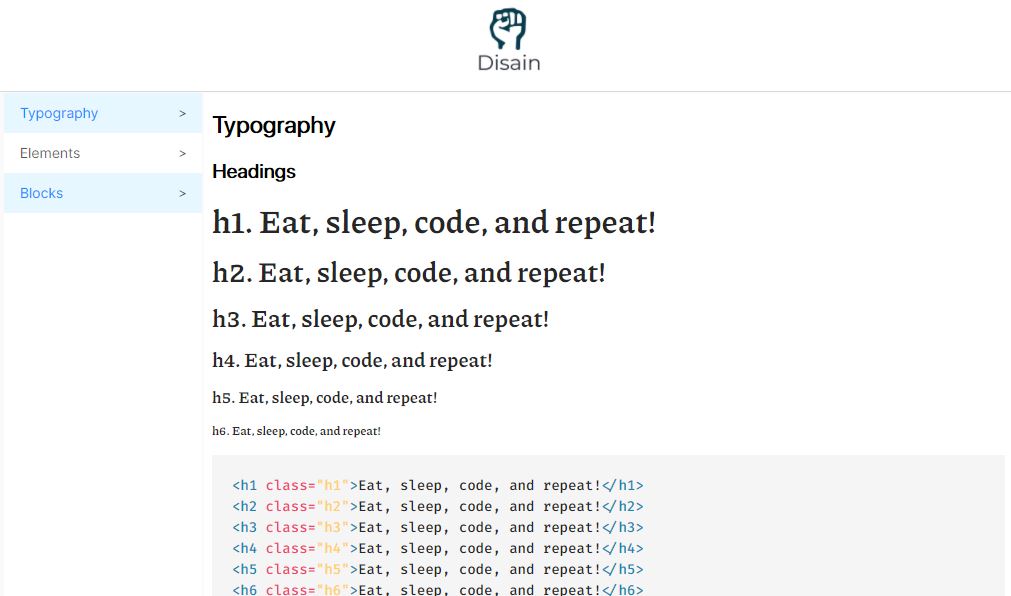 Disain
Typography >
Elements >
Blocks >
Typography
Headings
h1. Eat, sleep, code, and repeat!
h2. Eat, sleep, code, and repeat!
h3. Eat, sleep, code, and repeat!
h4. Eat, sleep, code, and repeat!
h5. Eat, sleep, code, and repeat!
h6. Eat, sleep, code, and repeat!
<h1 class="h1">Eat, sleep, code, and repeat!</h1>
<h2 class="h2">Eat, sleep, code, and repeat!</h2>
<h3 class="h3">Eat, sleep, code, and repeat!</h3>
<h4 class="h4">Eat, sleep, code, and repeat!</h4>
<h5 class="h5">Eat, sleep, code, and repeat!</h5>
<h6 class="h6">Eat, sleep, code, and repeat!</h6>